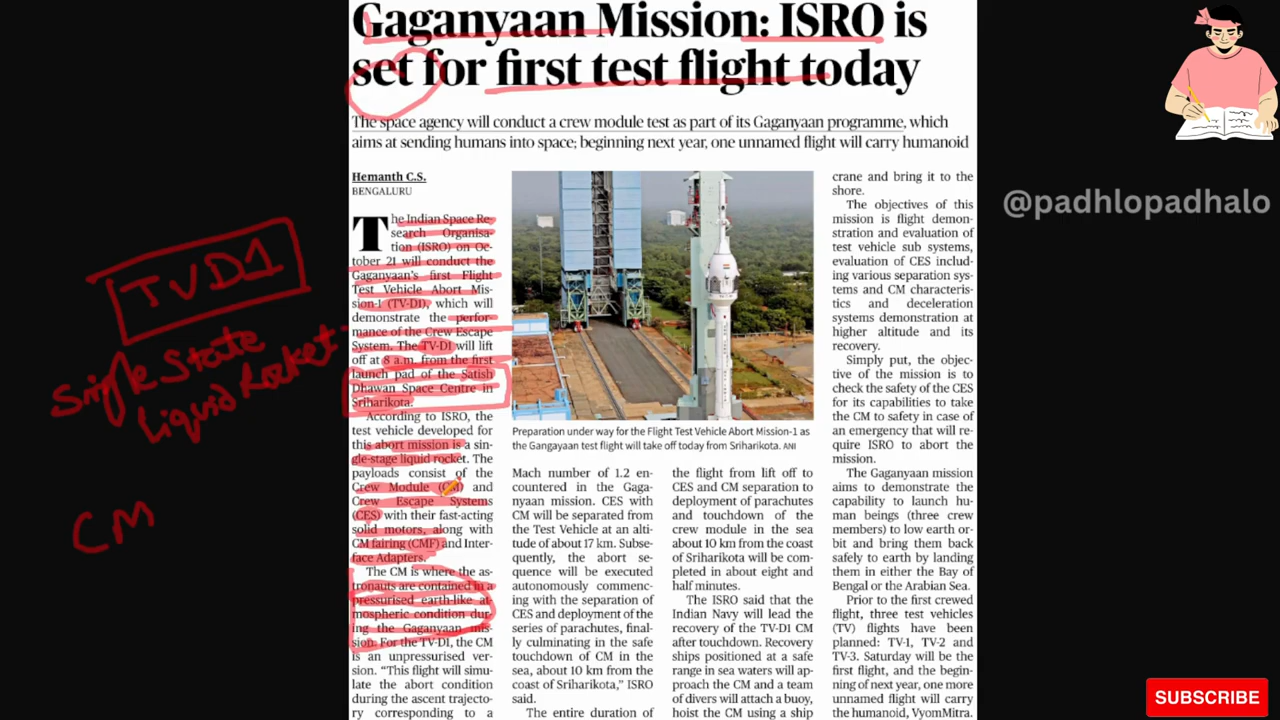 Gaganyaan Mission: ISRO is
set for first test flight today
The space agency will conduct a crew module test as part of its Gaganyaan programme, which
aims at sending humans into space; beginning next year, one unnamed flight will carry humanoid
Hemanth C.S.
BENGALURU
The Indian Space Re-
search Organisa-
tion (ISRO) on Oc-
tober 21 will conduct the
Gaganyaan's first Flight
Test Vehicle Abort Mis-
sion-1 (TV-D1), which will
demonstrate the perfor-
mance of the Crew Escape
System. The TV-D1 will lift
off at 8 a.m. from the first
launch pad of the Satish
Dhawan Space Centre in
Sriharikota.
According to ISRO, the
test vehicle developed for
this abort mission is a sin-
gle-stage liquid rocket. The
payloads consist of the
Crew Module (CM) and
Crew Escape Systems
(CES) with their fast-acting
solid motors, along with
CM fairing (CMF) and Inter-
face Adapters.
The CM is where the as-
tronauts are contained in a
pressurised earth-like at-
mospheric condition dur-
ing the Gaganyaan mis-
sion. For the TV-D1, the CM
is an unpressurised ver-
sion. “This flight will simu-
late the abort condition
during the ascent trajecto-
ry corresponding to a
Preparation under way for the Flight Test Vehicle Abort Mission-1 as
the Gangayaan test flight will take off today from Sriharikota. ANI
Mach number of 1.2 en-
countered in the Gaga-
nyaan mission. CES with
CM will be separated from
the Test Vehicle at an alti-
tude of about 17 km. Subse-
quently, the abort se-
quence will be executed
autonomously commenc-
ing with the separation of
CES and deployment of the
series of parachutes, final-
ly culminating in the safe
touchdown of CM in the
sea, about 10 km from the
coast of Sriharikota,” ISRO
said.
The entire duration of
the flight from lift off to
CES and CM separation to
deployment of parachutes
and touchdown of the
crew module in the sea
about 10 km from the coast
of Sriharikota will be com-
pleted in about eight and
half minutes.
The ISRO said that the
Indian Navy will lead the
recovery of the TV-D1 CM
after touchdown. Recovery
ships positioned at a safe
range in sea waters will ap-
proach the CM and a team
of divers will attach a buoy,
hoist the CM using a ship
crane and bring it to the
shore.
The objectives of this
mission is flight demon-
stration and evaluation of
test vehicle sub systems,
evaluation of CES includ-
ing various separation sys-
tems and CM characteris-
tics and deceleration
systems demonstration at
higher altitude and its
recovery.
Simply put, the objec-
tive of the mission is to
check the safety of the CES
for its capabilities to take
the CM to safety in case of
an emergency that will re-
quire ISRO to abort the
mission.
The Gaganyaan mission
aims to demonstrate the
capability to launch hu-
man beings (three crew
members) to low earth or-
bit and bring them back
safely to earth by landing
them in either the Bay of
Bengal or the Arabian Sea.
Prior to the first crewed
flight, three test vehicles
(TV) flights have been
planned: TV-1, TV-2 and
TV-3. Saturday will be the
first flight, and the begin-
ning of next year, one more
unnamed flight will carry
the humanoid, VyomMitra.
TVD1
Single State
Liquid Rocket.
CM
@padhlopadhalo
SUBSCRIBE